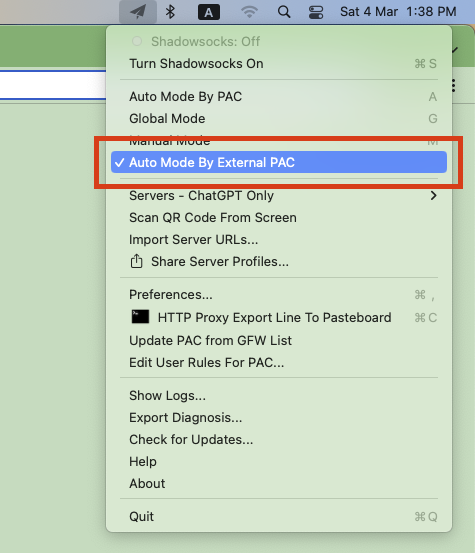 A
Sat 4 Mar 1:38 PM
Shadowsocks: Off
Turn Shadowsocks On ⌘ S
Auto Mode By PAC A
Global Mode G
Manual Mode M
✓ Auto Mode By External PAC
Servers - ChatGPT Only >
Scan QR Code From Screen
Import Server URLs...
Share Server Profiles...
Preferences... ⌘ ,
HTTP Proxy Export Line To Pasteboard ⌘ C
Update PAC from GFW List
Edit User Rules For PAC...
Show Logs...
Export Diagnosis...
Check for Updates...
Help
About
Quit ⌘ Q